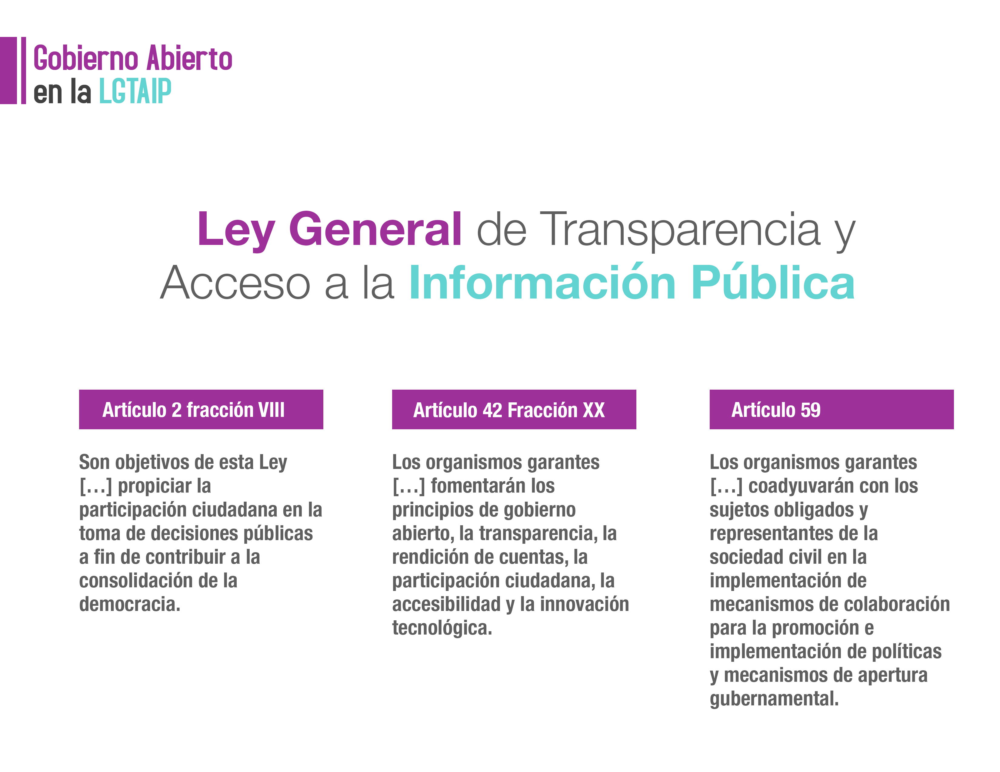 Gobierno Abierto
en la LGTAIP
Ley General de Transparencia y
Acceso a la Información Pública
Artículo 2 fracción VIII
Son objetivos de esta Ley
[…] propiciar la
participación ciudadana en la
toma de decisiones públicas
a fin de contribuir a la
consolidación de la
democracia.
Artículo 42 Fracción XX
Los organismos garantes
[…] fomentarán los
principios de gobierno
abierto, la transparencia, la
rendición de cuentas, la
participación ciudadana, la
accesibilidad y la innovación
tecnológica.
Artículo 59
Los organismos garantes
[…] coadyuvarán con los
sujetos obligados y
representantes de la
sociedad civil en la
implementación de
mecanismos de colaboración
para la promoción e
implementación de políticas
y mecanismos de apertura
gubernamental.